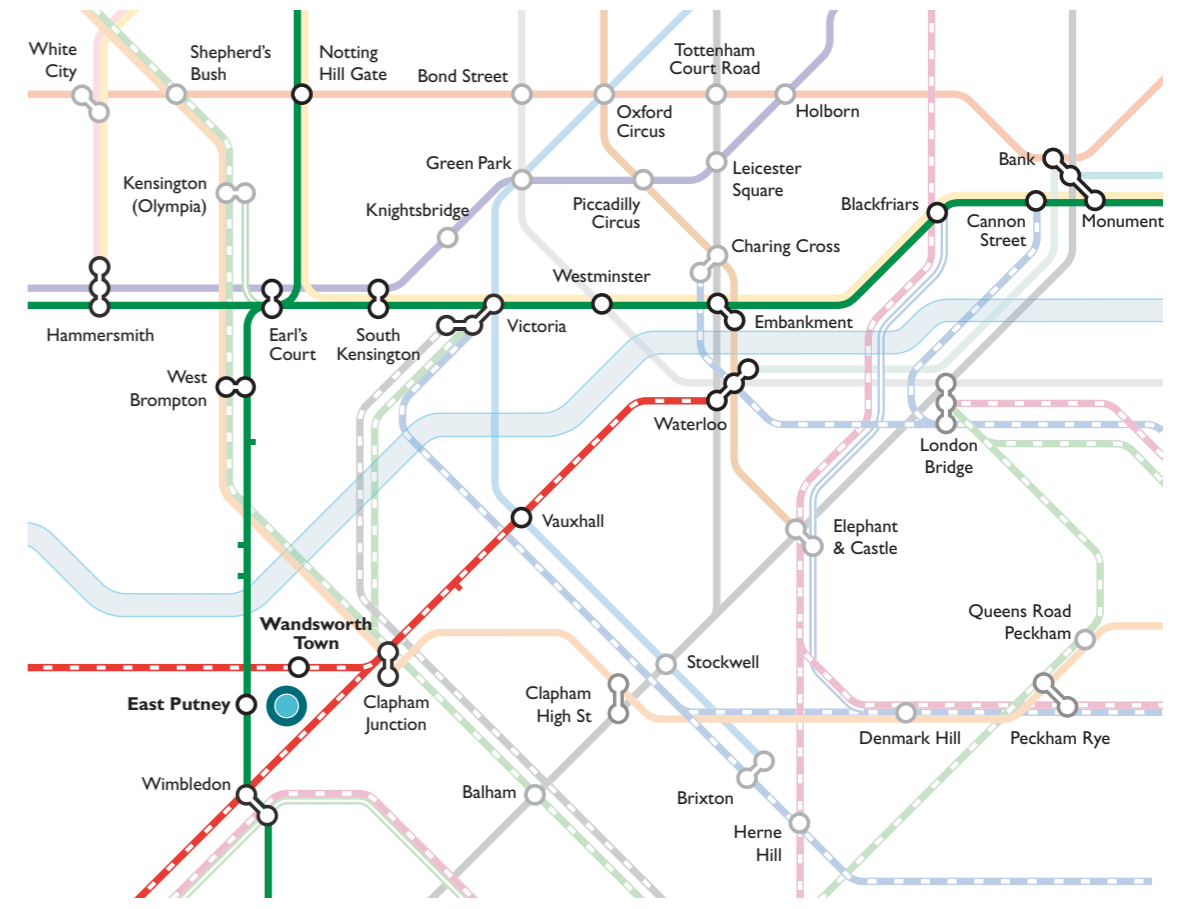 White
City
Shepherd's
Bush
Notting
Hill Gate
Bond Street
Tottenham
Court Road
Oxford
Circus
Holborn
Kensington
(Olympia)
Green Park
Leicester
Square
Bank
Knightsbridge
Piccadilly
Circus
Blackfriars
Cannon
Street
Monument
Charing Cross
Westminster
Hammersmith
Earl's
Court
South
Kensington
Victoria
Embankment
West
Brompton
Waterloo
London
Bridge
Vauxhall
Elephant
& Castle
Wandsworth
Town
Queens Road
Peckham
Stockwell
East Putney
Clapham
Junction
Clapham
High St
Denmark Hill
Peckham Rye
Wimbledon
Balham
Brixton
Herne
Hill